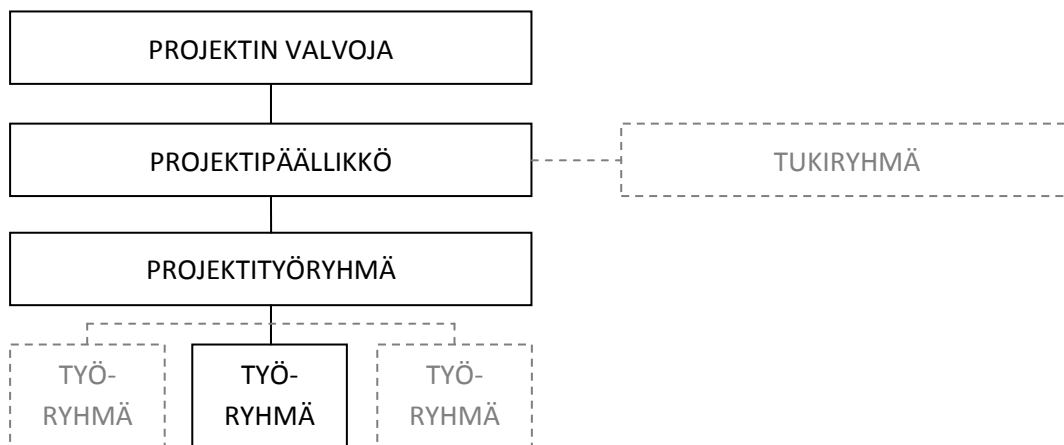 PROJEKTIN VALVOJA
PROJEKTIPÄÄLLIKKÖ
TUKIRYHMÄ
PROJEKTITYÖRYHMÄ
TYÖ-
RYHMÄ
TYÖ-
RYHMÄ
TYÖ-
RYHMÄ